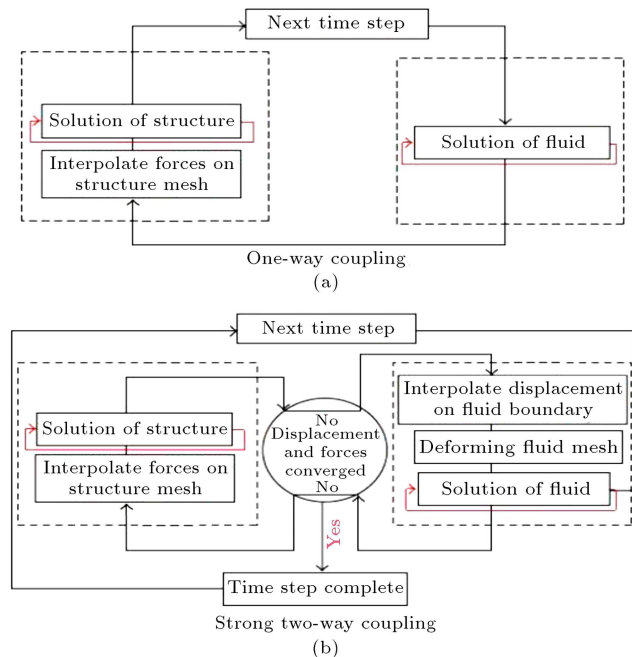 Next time step
Solution of structure
Interpolate forces on
structure mesh
Solution of fluid
One-way coupling
(a)
Next time step
Solution of structure
Interpolate forces on
structure mesh
No
Displacement
and forces
converged
No
Yes
Interpolate displacement
on fluid boundary
Deforming fluid mesh
Solution of fluid
Time step complete
Strong two-way coupling
(b)